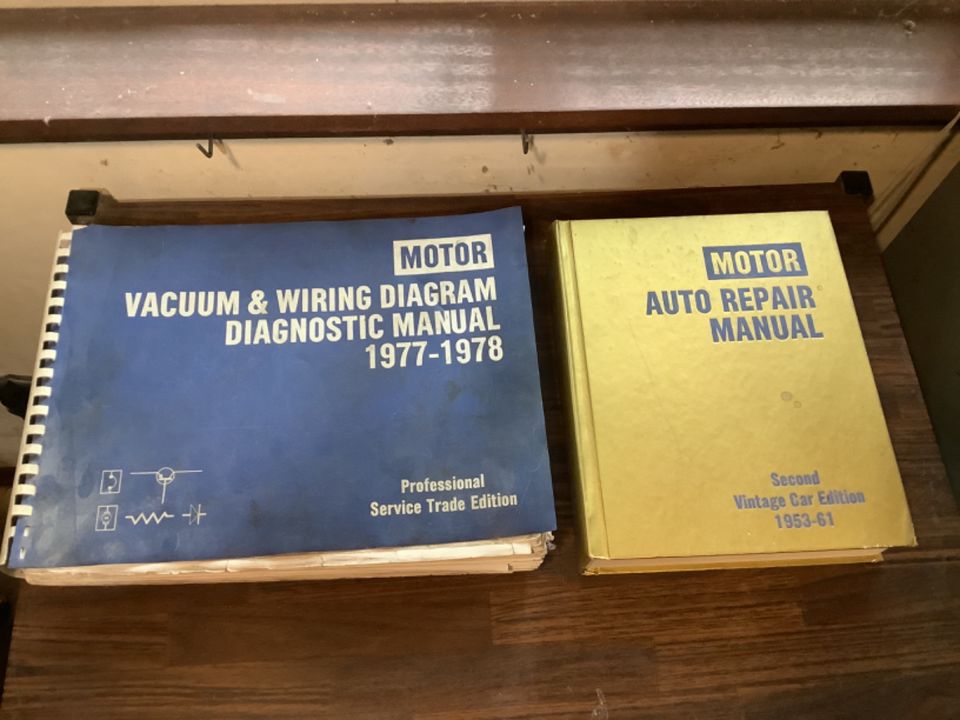 MOTOR
VACUUM & WIRING DIAGRAM
DIAGNOSTIC MANUAL
1977-1978
Professional
Service Trade Edition
MOTOR
AUTO REPAIR
MANUAL
Second
Vintage Car Edition
1953-61